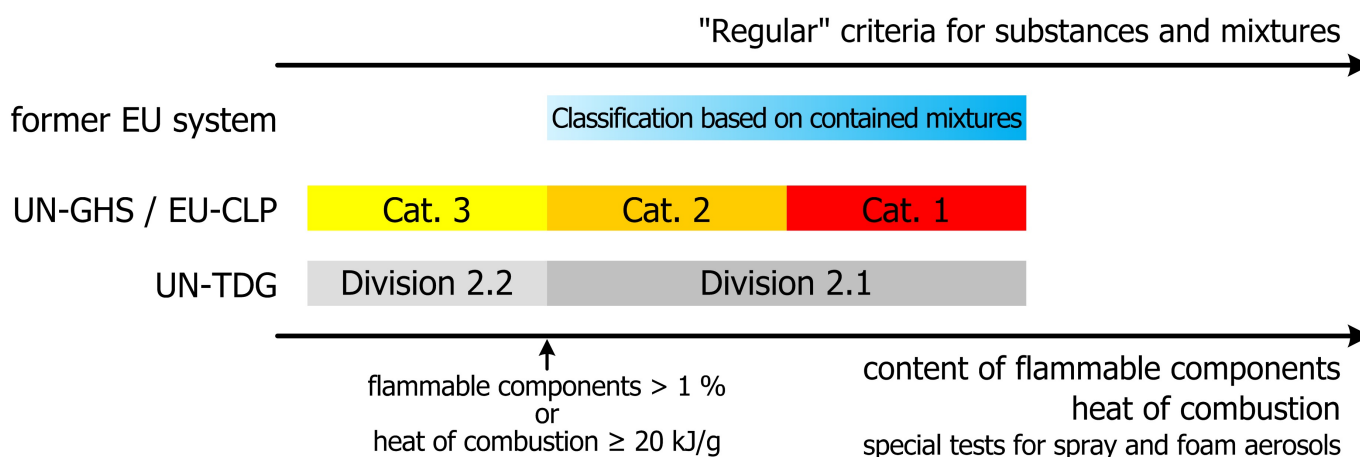 "Regular" criteria for substances and mixtures
former EU system
Classification based on contained mixtures
UN-GHS / EU-CLP
Cat. 3
Cat. 2
Cat. 1
UN-TDG
Division 2.2
Division 2.1
flammable components > 1 %
or
heat of combustion ≥ 20 kJ/g
content of flammable components
heat of combustion
special tests for spray and foam aerosols